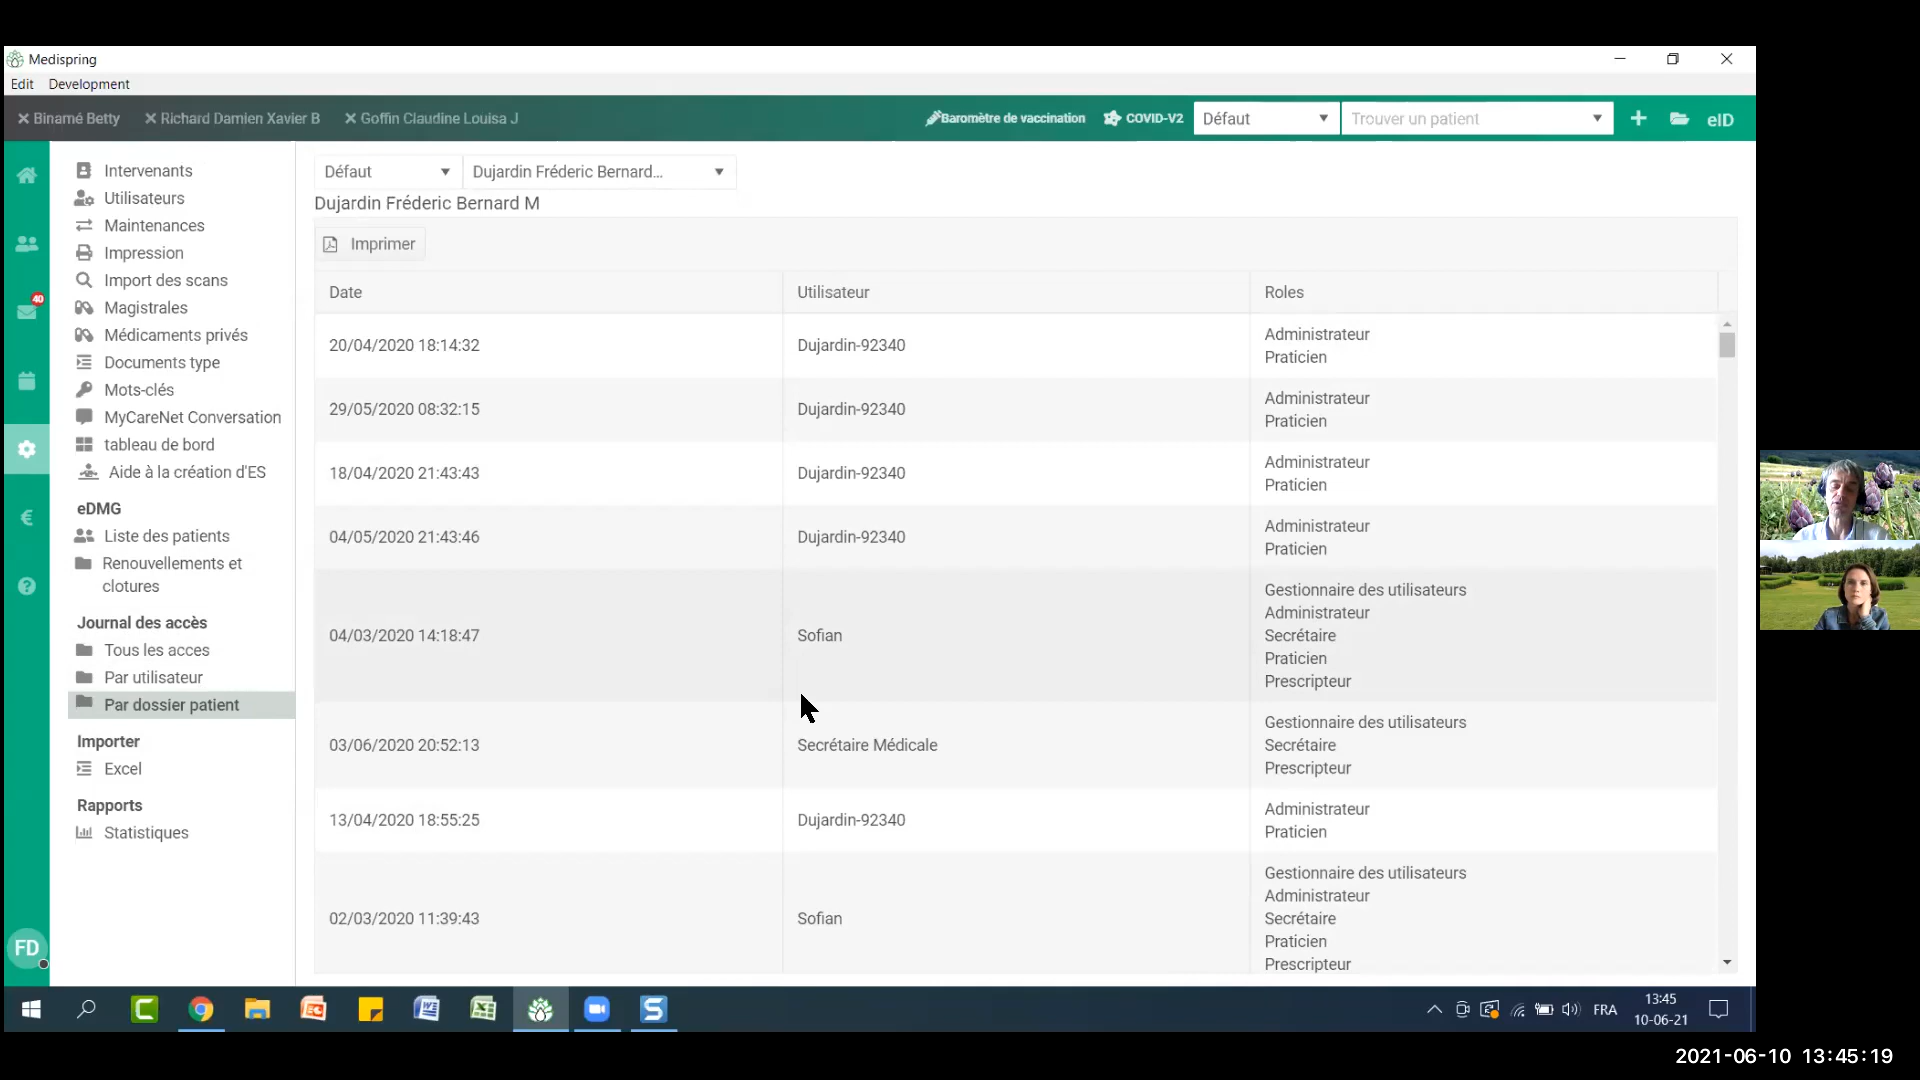 Medispring
Edit Development
Binamé Betty Richard Damien Xavier B Goffin Claudine Louisa J Baromètre de vaccination COVID-V2 Défaut Trouver un patient eID
Intervenants
Utilisateurs
Maintenances
Impression
Import des scans
Magistrales
Médicaments privés
Documents type
Mots-clés
MyCareNet Conversation
tableau de bord
Aide à la création d'ES
eDMG
Liste des patients
Renouvellements et
clotures
Journal des accès
Tous les acces
Par utilisateur
Par dossier patient
Importer
Excel
Rapports
Statistiques
40
FD
Défaut Dujardin Fréderic Bernard...
Dujardin Fréderic Bernard M
Imprimer
Date Utilisateur Roles
20/04/2020 18:14:32 Dujardin-92340 Administrateur
Praticien
29/05/2020 08:32:15 Dujardin-92340 Administrateur
Praticien
18/04/2020 21:43:43 Dujardin-92340 Administrateur
Praticien
04/05/2020 21:43:46 Dujardin-92340 Administrateur
Praticien
04/03/2020 14:18:47 Sofian Gestionnaire des utilisateurs
Administrateur
Secrétaire
Praticien
Prescripteur
03/06/2020 20:52:13 Secrétaire Médicale Gestionnaire des utilisateurs
Secrétaire
Prescripteur
13/04/2020 18:55:25 Dujardin-92340 Administrateur
Praticien
02/03/2020 11:39:43 Sofian Gestionnaire des utilisateurs
Administrateur
Secrétaire
Praticien
Prescripteur
FRA
13:45
10-06-21
2021-06-10 13:45:19